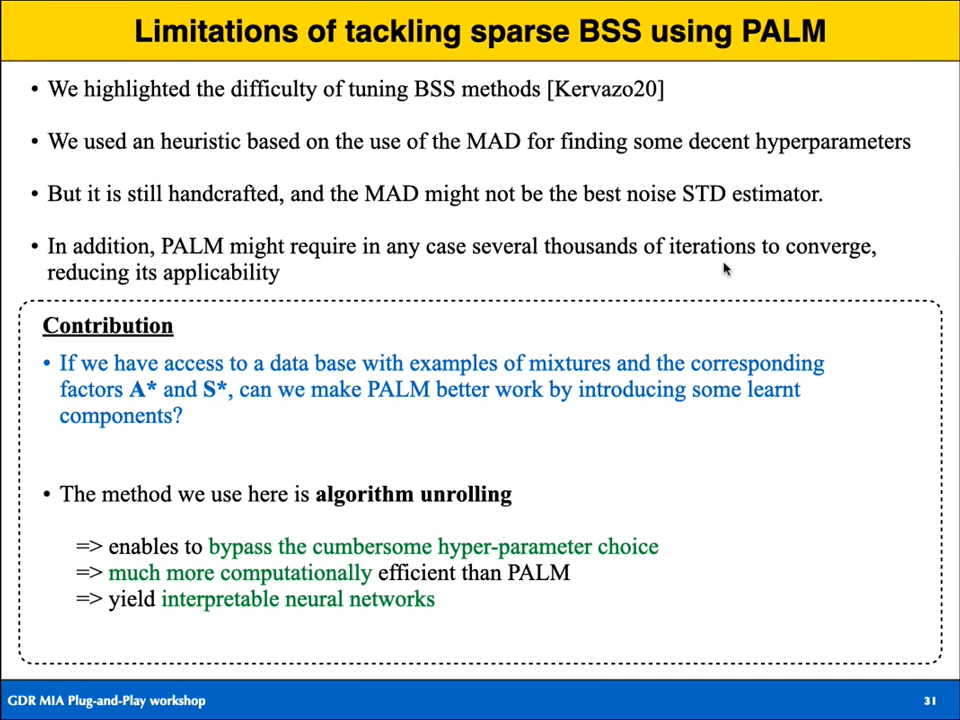 Limitations of tackling sparse BSS using PALM
• We highlighted the difficulty of tuning BSS methods [Kervazo20]
• We used an heuristic based on the use of the MAD for finding some decent hyperparameters
• But it is still handcrafted, and the MAD might not be the best noise STD estimator.
• In addition, PALM might require in any case several thousands of iterations to converge,
reducing its applicability
Contribution
• If we have access to a data base with examples of mixtures and the corresponding
factors A* and S*, can we make PALM better work by introducing some learnt
components?
• The method we use here is algorithm unrolling
=> enables to bypass the cumbersome hyper-parameter choice
=> much more computationally efficient than PALM
=> yield interpretable neural networks
GDR MIA Plug-and-Play workshop
31